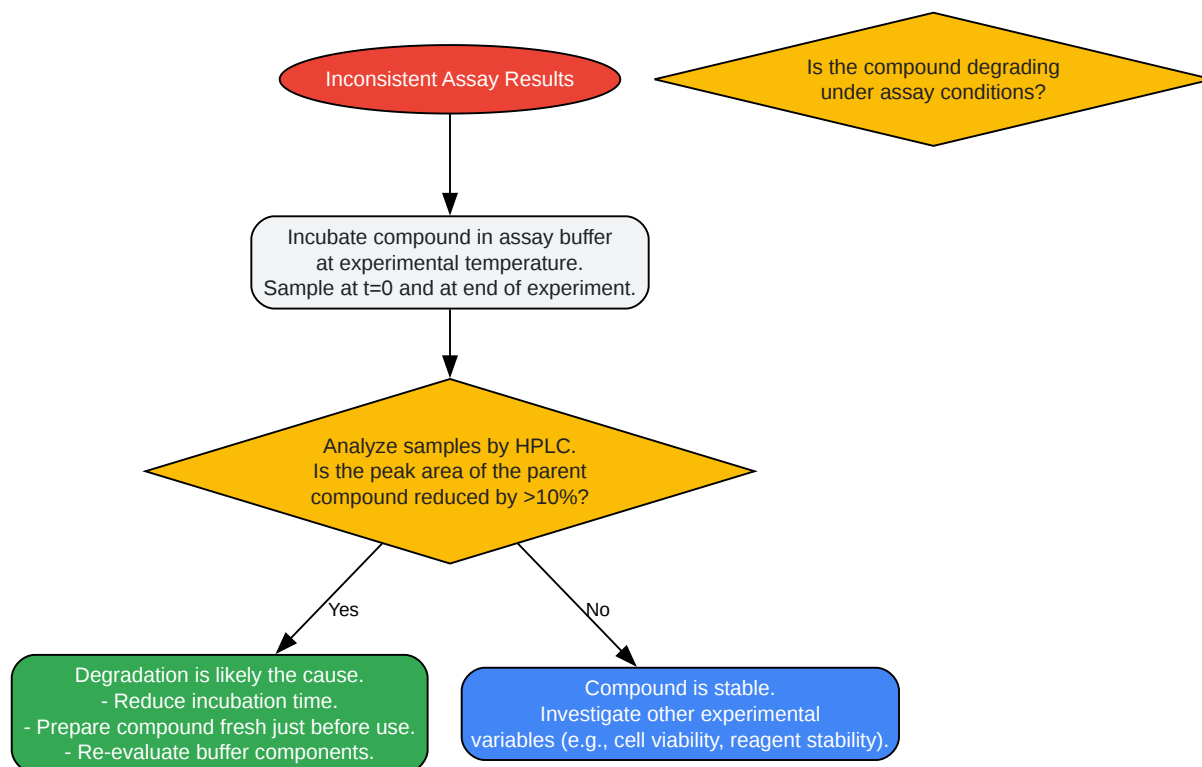 Inconsistent Assay Results
Is the compound degrading
under assay conditions?
Incubate compound in assay buffer
at experimental temperature.
Sample at t=0 and at end of experiment.
Analyze samples by HPLC.
Is the peak area of the parent
compound reduced by >10%?
Yes
No
Degradation is likely the cause.
- Reduce incubation time.
- Prepare compound fresh just before use.
- Re-evaluate buffer components.
Compound is stable.
Investigate other experimental
variables (e.g., cell viability, reagent stability).